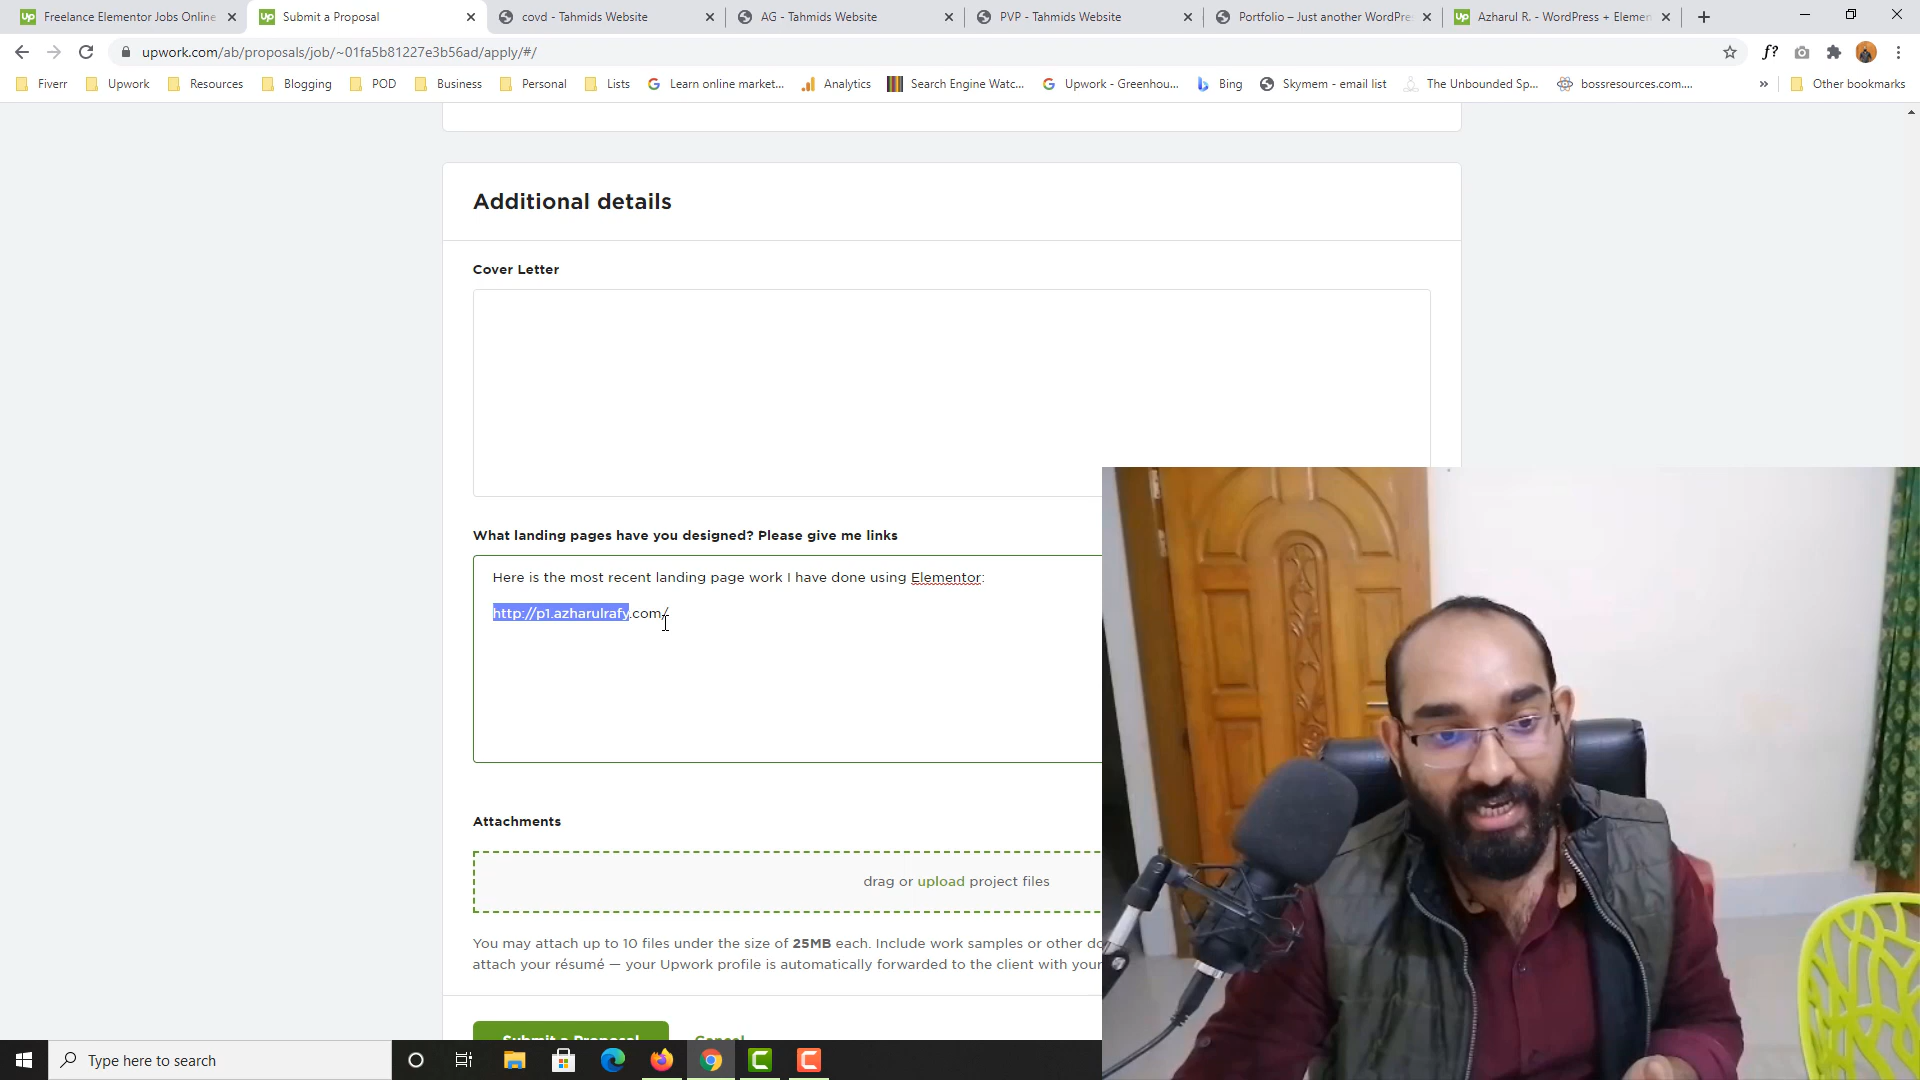 Freelance Elementor Jobs Online
Submit a Proposal
covd - Tahmids Website
AG - Tahmids Website
PVP - Tahmids Website
Portfolio – Just another WordPre
Azharul R. - WordPress + Elemen
upwork.com/ab/proposals/job/~01fa5b81227e3b56ad/apply/#/
Fiverr
Upwork
Resources
Blogging
POD
Business
Personal
Lists
Learn online market...
Analytics
Search Engine Watc...
Upwork - Greenhou...
Bing
Skymem - email list
The Unbounded Sp...
bossresources.com....
Other bookmarks
Additional details
Cover Letter
What landing pages have you designed? Please give me links
Here is the most recent landing page work I have done using Elementor:
http://p1.azharulrafy.com/
Attachments
drag or upload project files
You may attach up to 10 files under the size of 25MB each. Include work samples or other do
attach your résumé — your Upwork profile is automatically forwarded to the client with your
Submit a Proposal
Cancel
Type here to search